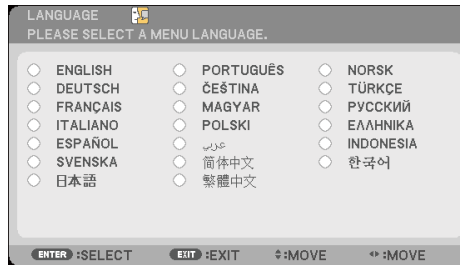 LANGUAGE
PLEASE SELECT A MENU LANGUAGE.
ENGLISH
DEUTSCH
FRANÇAIS
ITALIANO
ESPAÑOL
SVENSKA
日本語
PORTUGUÊS
ČEŠTINA
MAGYAR
POLSKI
عربي
简体中文
繁體中文
NORSK
TÜRKÇE
РУССКИЙ
ΕΛΛΗΝΙΚΑ
INDONESIA
한국어
ENTER :SELECT EXIT :EXIT :MOVE :MOVE